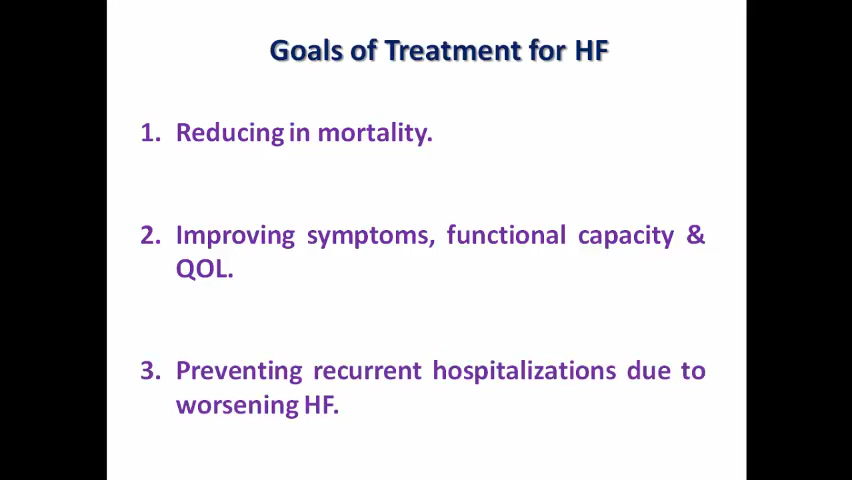 Goals of Treatment for HF
1. Reducing in mortality.
2. Improving symptoms, functional capacity &
QOL.
3. Preventing recurrent hospitalizations due to
worsening HF.